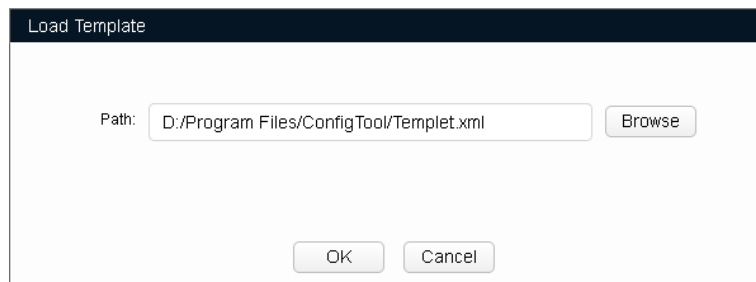 Load Template
Path: D:/Program Files/ConfigTool/Templet.xml Browse
OK Cancel